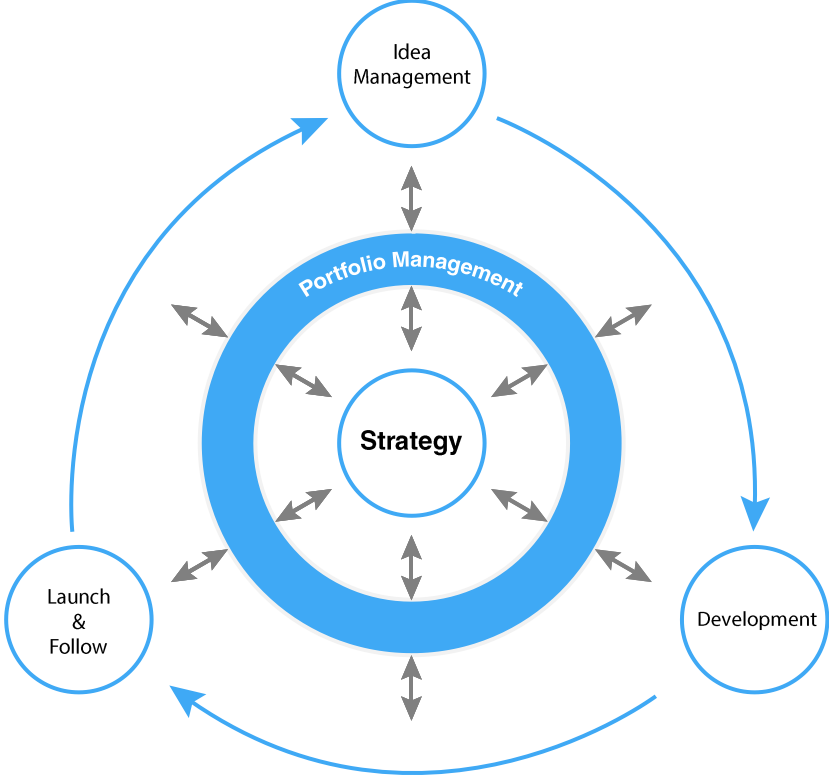 Idea
Management
Portfolio Management
Strategy
Launch
&
Follow
Development